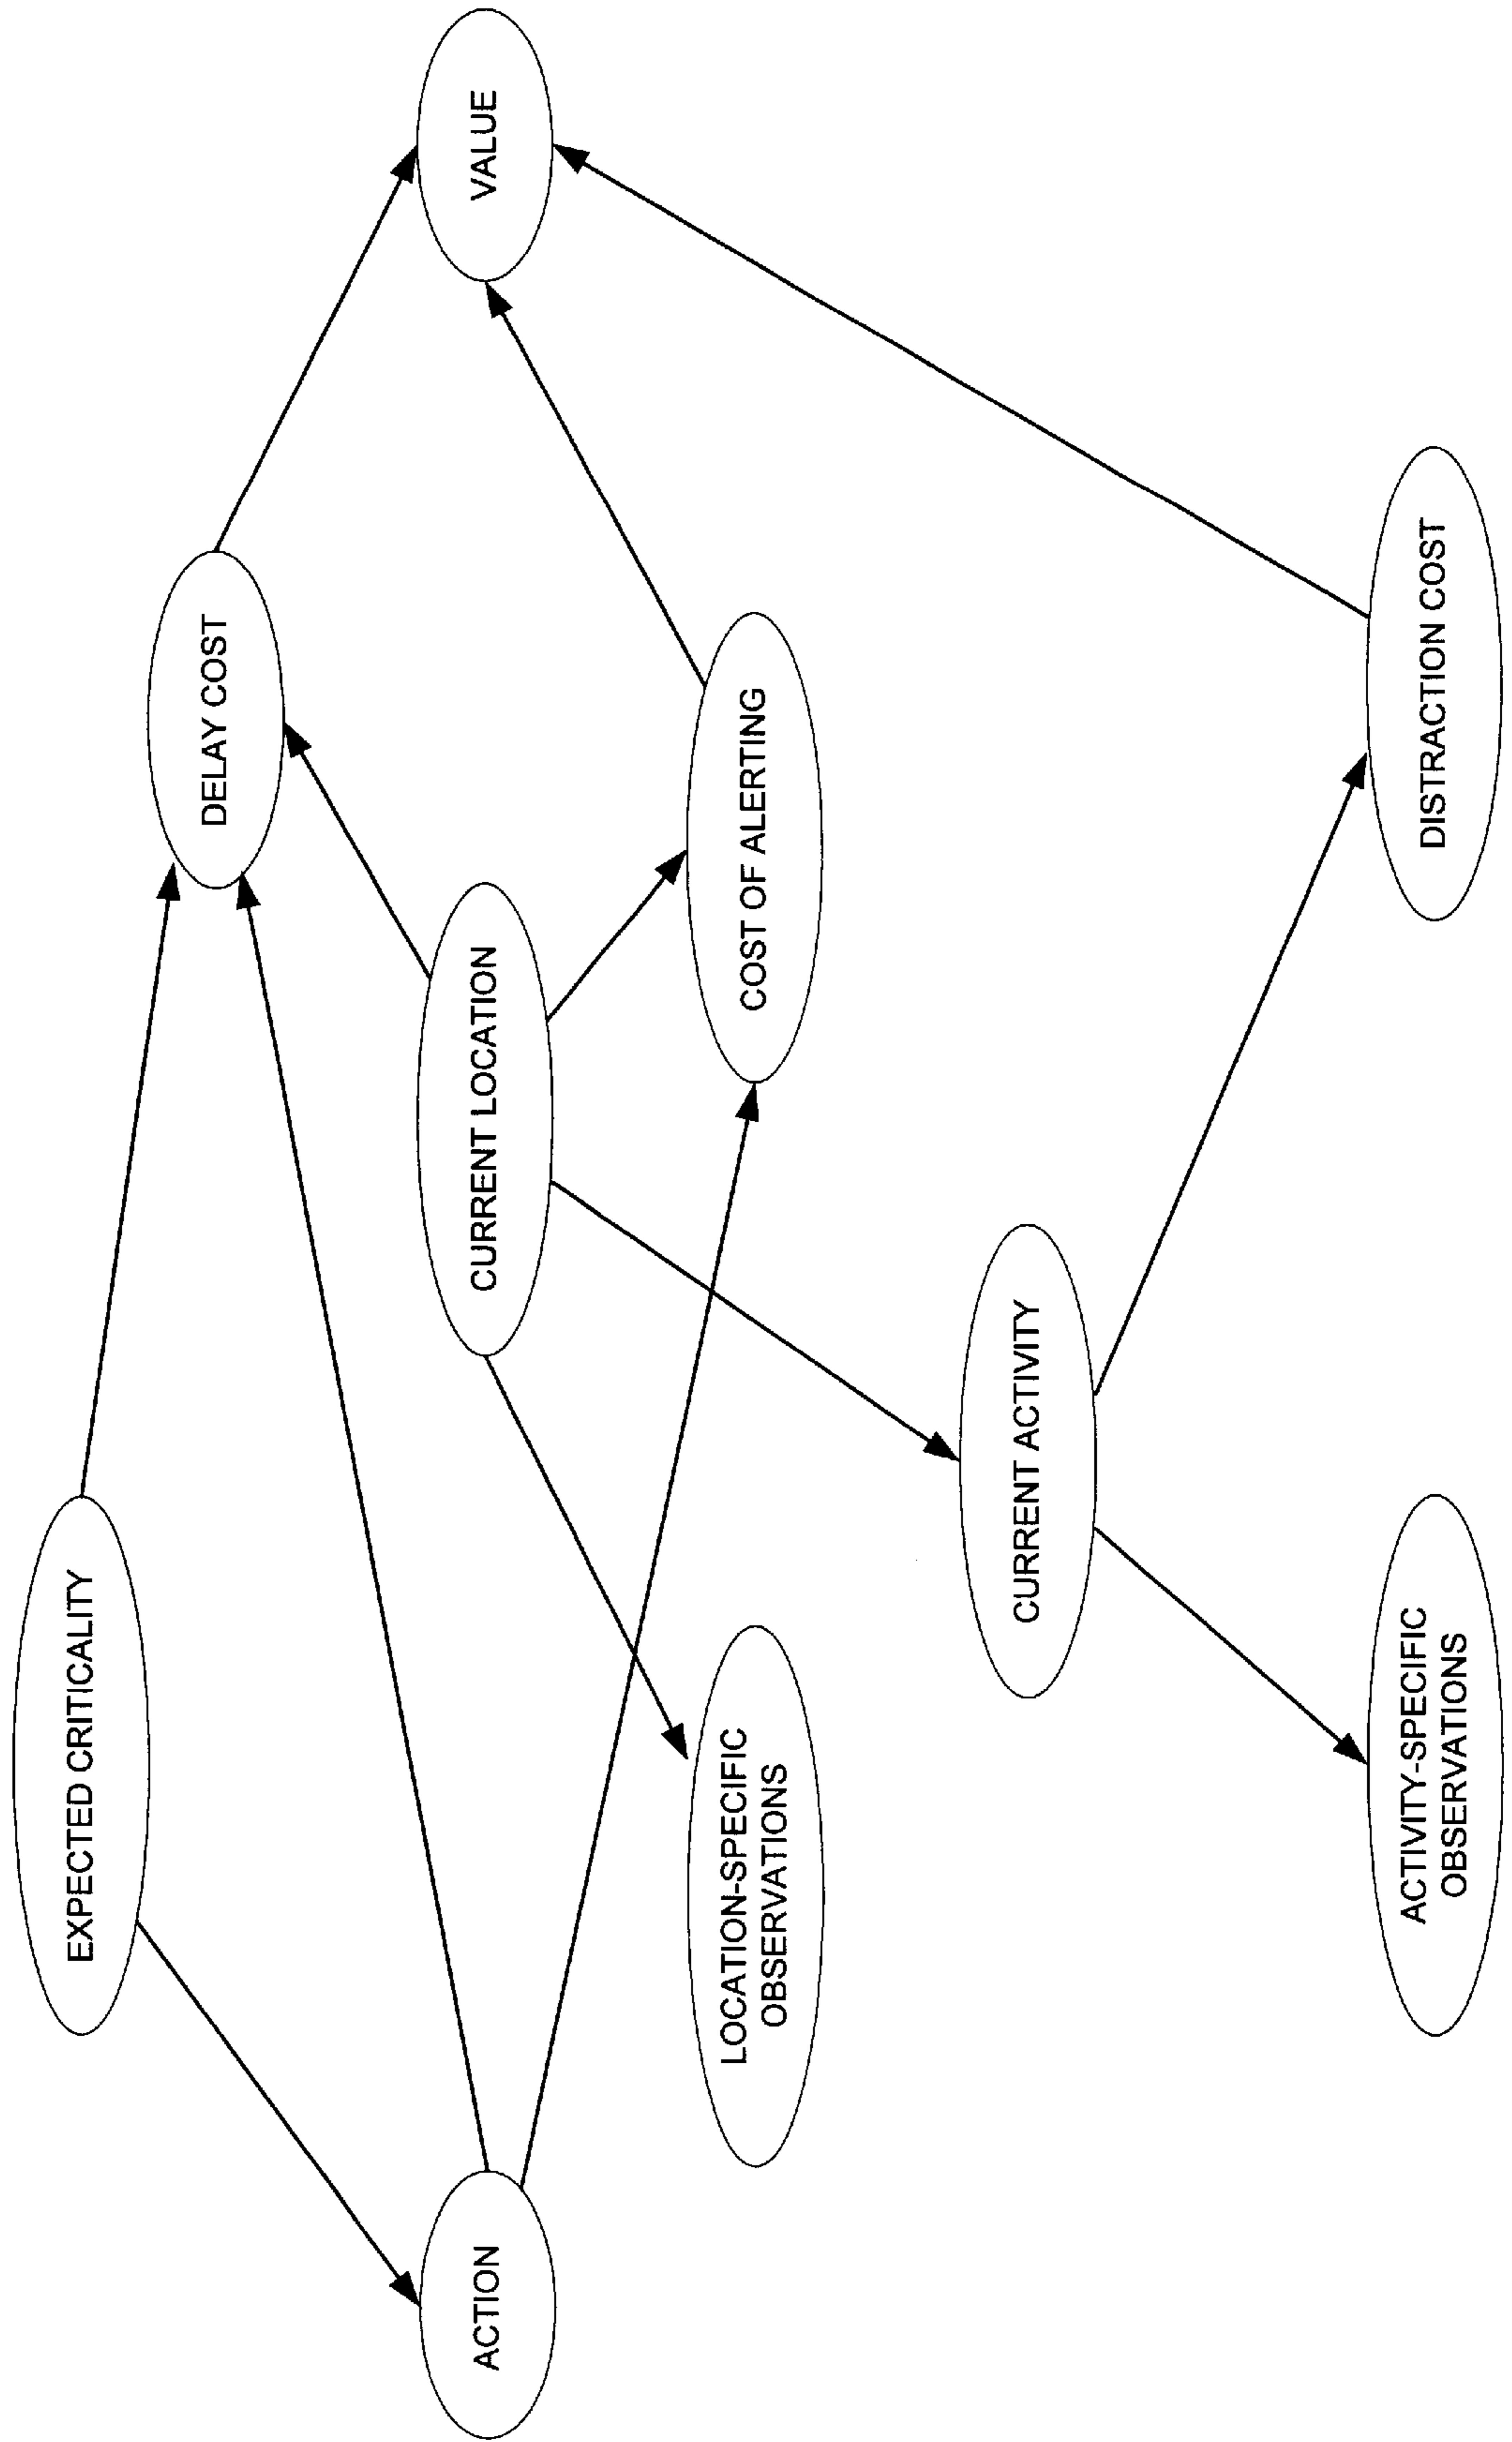 EXPECTED CRITICALITY
DELAY COST
ACTION
CURRENT LOCATION
VALUE
LOCATION-SPECIFIC
OBSERVATIONS
COST OF ALERTING
CURRENT ACTIVITY
ACTIVITY-SPECIFIC
OBSERVATIONS
DISTRACTION COST